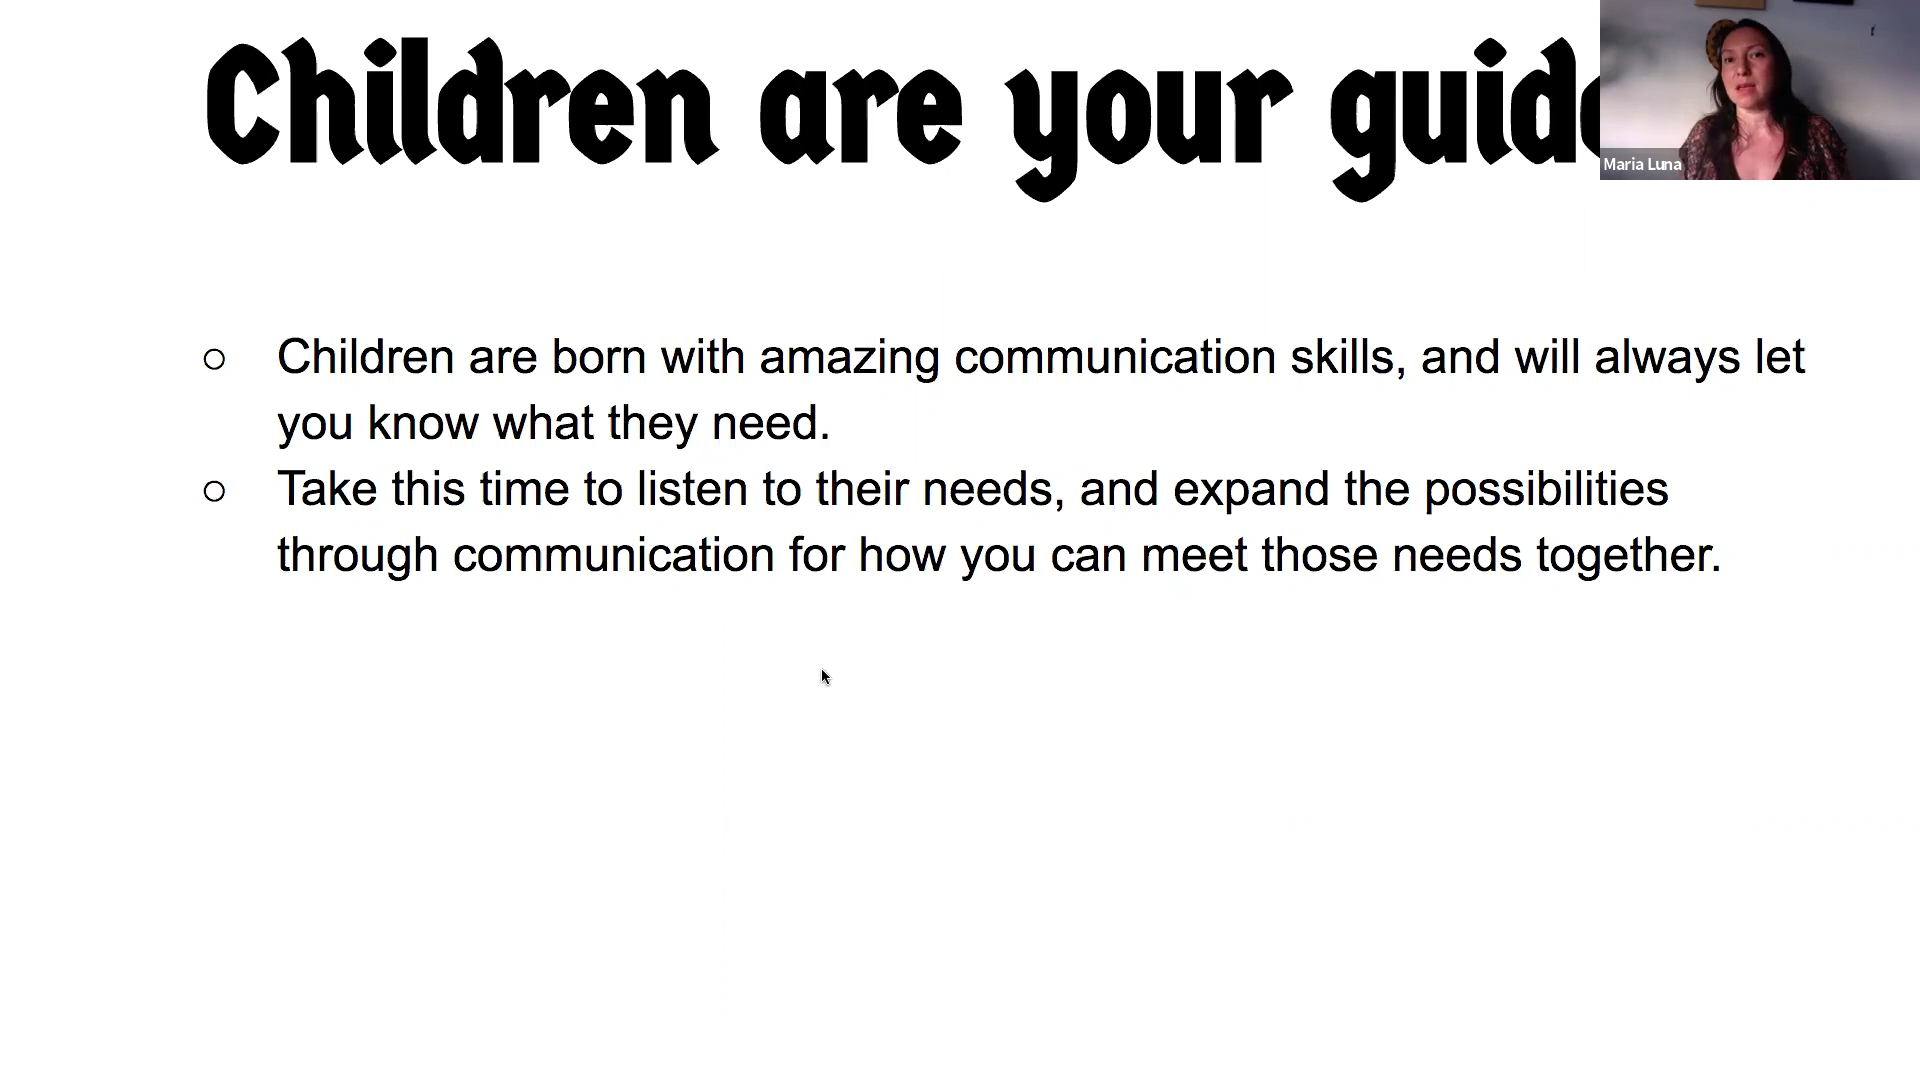 Children are your guid
Maria Luna
○ Children are born with amazing communication skills, and will always let
you know what they need.
○ Take this time to listen to their needs, and expand the possibilities
through communication for how you can meet those needs together.